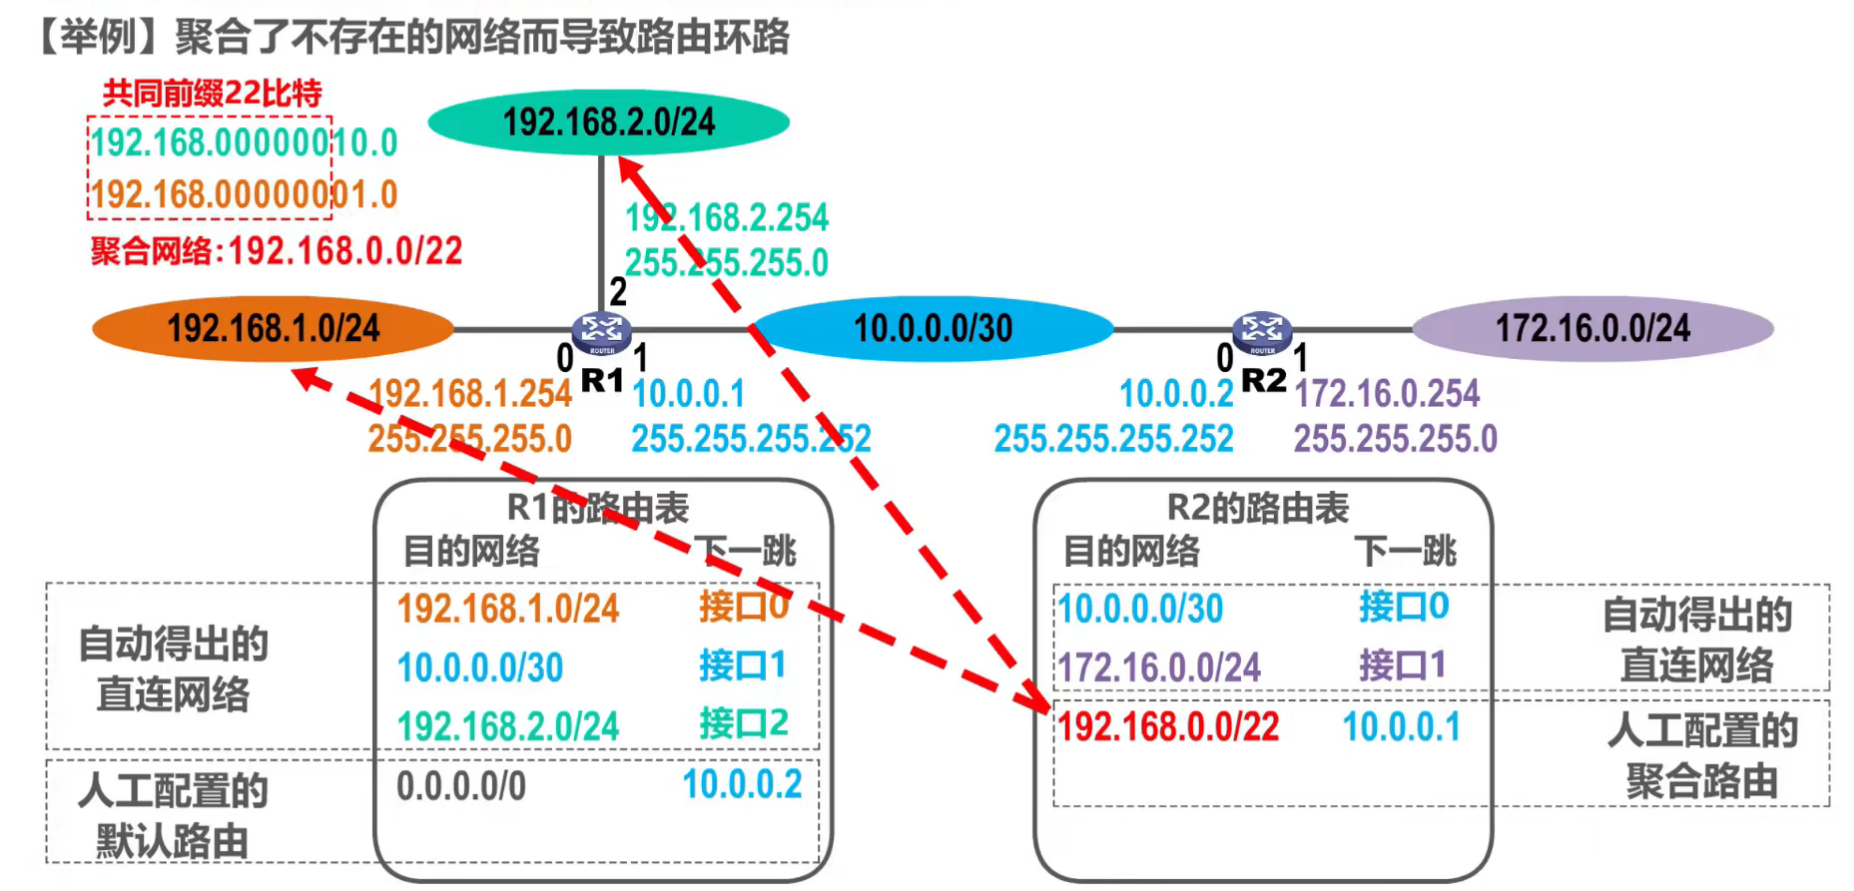 【举例】聚合了不存在的网络而导致路由环路
共同前缀22比特
192.168.00000010.0
192.168.00000001.0
聚合网络:192.168.0.0/22
192.168.2.0/24
192.168.2.254
255.255.255.0
2
192.168.1.0/24
ROUTER
10.0.0.0/30
ROUTER
172.16.0.0/24
0
R1
1
0
R2
1
192.168.1.254
255.255.255.0
10.0.0.1
255.255.255.252
10.0.0.2
255.255.255.252
172.16.0.254
255.255.255.0
R1的路由表
目的网络 下一跳
192.168.1.0/24 接口0
10.0.0.0/30 接口1
192.168.2.0/24 接口2
0.0.0.0/0 10.0.0.2
自动得出的
直连网络
人工配置的
默认路由
R2的路由表
目的网络 下一跳
10.0.0.0/30 接口0
172.16.0.0/24 接口1
192.168.0.0/22 10.0.0.1
自动得出的
直连网络
人工配置的
聚合路由